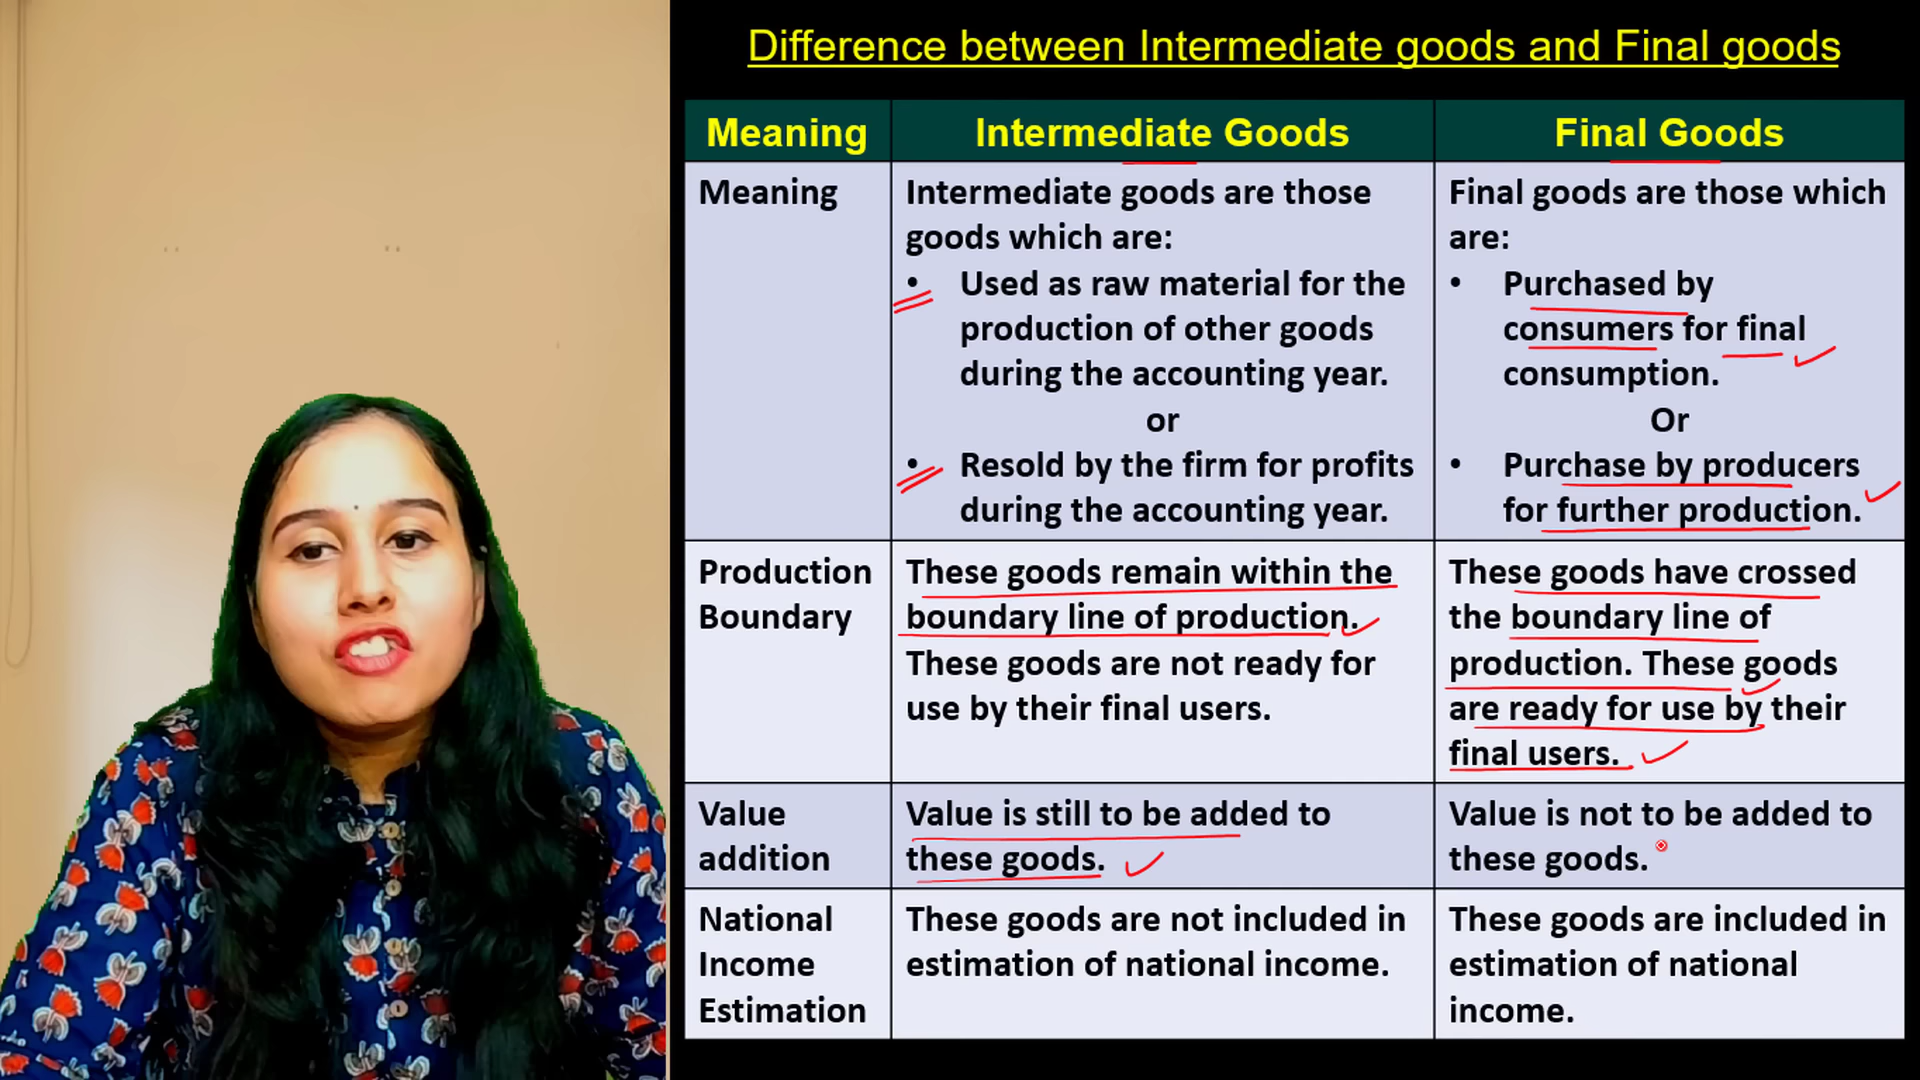 Difference between Intermediate goods and Final goods
Meaning
Intermediate Goods
Final Goods
Meaning
Intermediate goods are those
goods which are:
• Used as raw material for the
production of other goods
during the accounting year.
or
• Resold by the firm for profits
during the accounting year.
Final goods are those which
are:
• Purchased by
consumers for final
consumption.
Or
• Purchase by producers
for further production.
Production
Boundary
These goods remain within the
boundary line of production.
These goods are not ready for
use by their final users.
These goods have crossed
the boundary line of
production. These goods
are ready for use by their
final users.
Value
addition
Value is still to be added to
these goods.
Value is not to be added to
these goods.
National
Income
Estimation
These goods are not included in
estimation of national income.
These goods are included in
estimation of national
income.